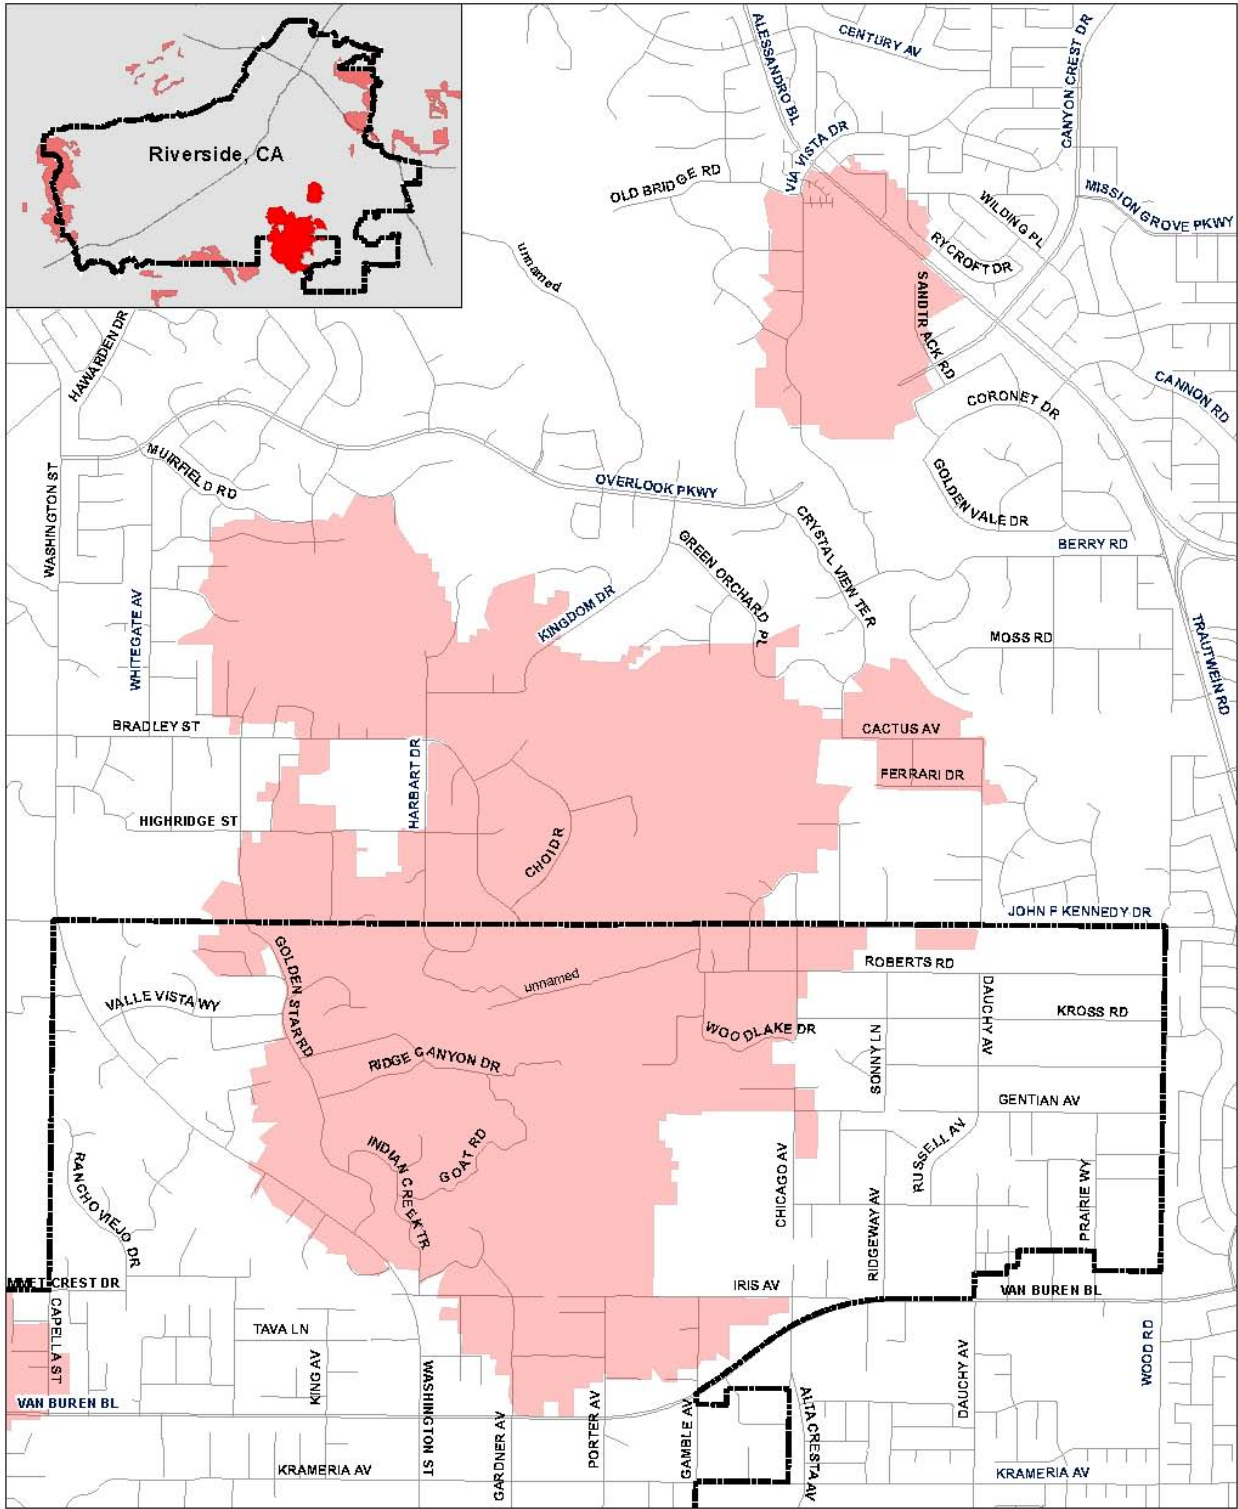 Riverside, CA
ALESSANDRO BL
CENTURY AV
CANYON CREST DR
VIA VISTA DR
OLD BRIDGE RD
MISSION GROVE PKWY
WILDING PL
RYCROFT DR
unnamed
SANDTRACK RD
HAWARDEN DR
CANNON RD
CORONET DR
MUIRFIELD RD
OVERLOOK PKWY
GOLDEN VALE DR
WASHINGTON ST
CRYSTAL VIEW TER
GREEN ORCHARD PL
BERRY RD
WHITEGATE AV
KINGDOM DR
MOSS RD
TRAUTWEIN RD
BRADLEY ST
CACTUS AV
HARBART DR
FERRARI DR
HIGHRIDGE ST
CHOI DR
JOHN F KENNEDY DR
GOLDEN STAR RD
ROBERTS RD
unnamed
VALLE VISTA WY
DAUCHY AV
KROSS RD
WOODLAKE DR
SONNY LN
RIDGE CANYON DR
GENTIAN AV
INDIAN CREEK TR
GOAT RD
RUSSELL AV
RANCHO VIEJO DR
CHICAGO AV
RIDGEWAY AV
PRAIRIE WY
MMET CREST DR
IRIS AV
VAN BUREN BL
CAPELLA ST
TAVA LN
KING AV
WASHINGTON ST
DAUCHY AV
WOOD RD
VAN BUREN BL
GARDNER AV
PORTER AV
GAMBLE AV
ALTA CRESTA AV
KRAMERIA AV
KRAMERIA AV